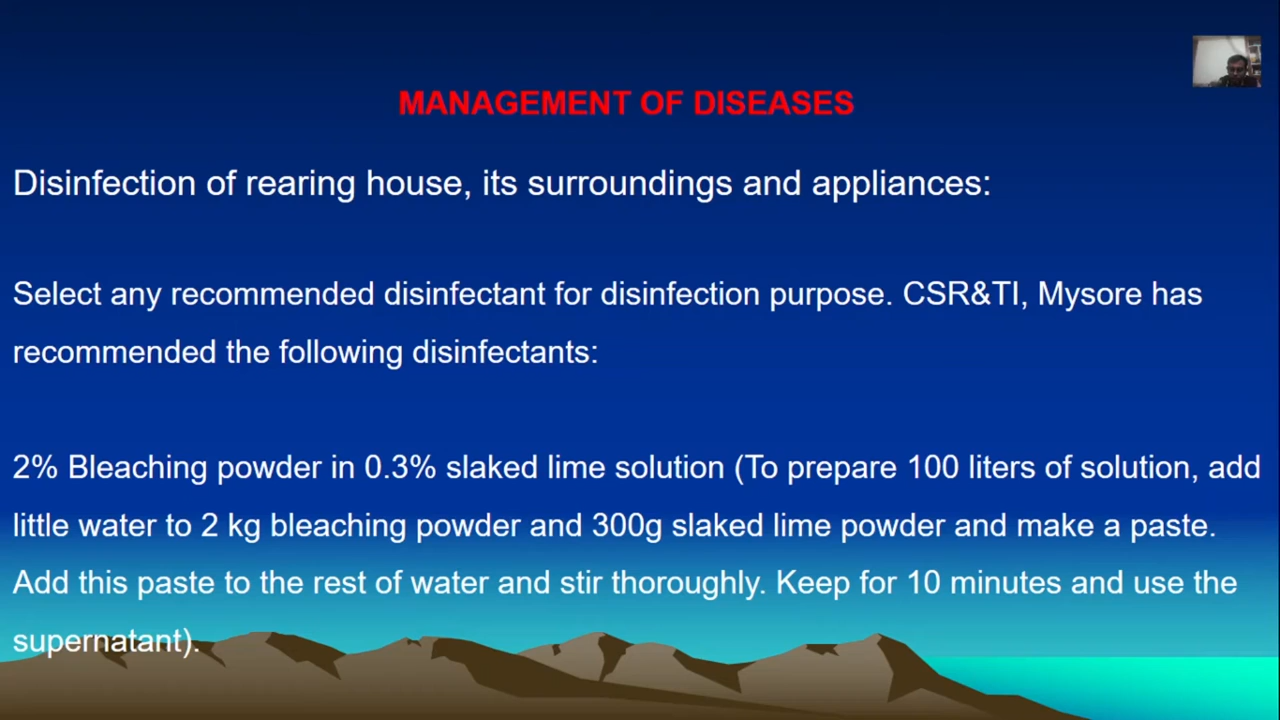 MANAGEMENT OF DISEASES
Disinfection of rearing house, its surroundings and appliances:
Select any recommended disinfectant for disinfection purpose. CSR&TI, Mysore has
recommended the following disinfectants:
2% Bleaching powder in 0.3% slaked lime solution (To prepare 100 liters of solution, add
little water to 2 kg bleaching powder and 300g slaked lime powder and make a paste.
Add this paste to the rest of water and stir thoroughly. Keep for 10 minutes and use the
supernatant).